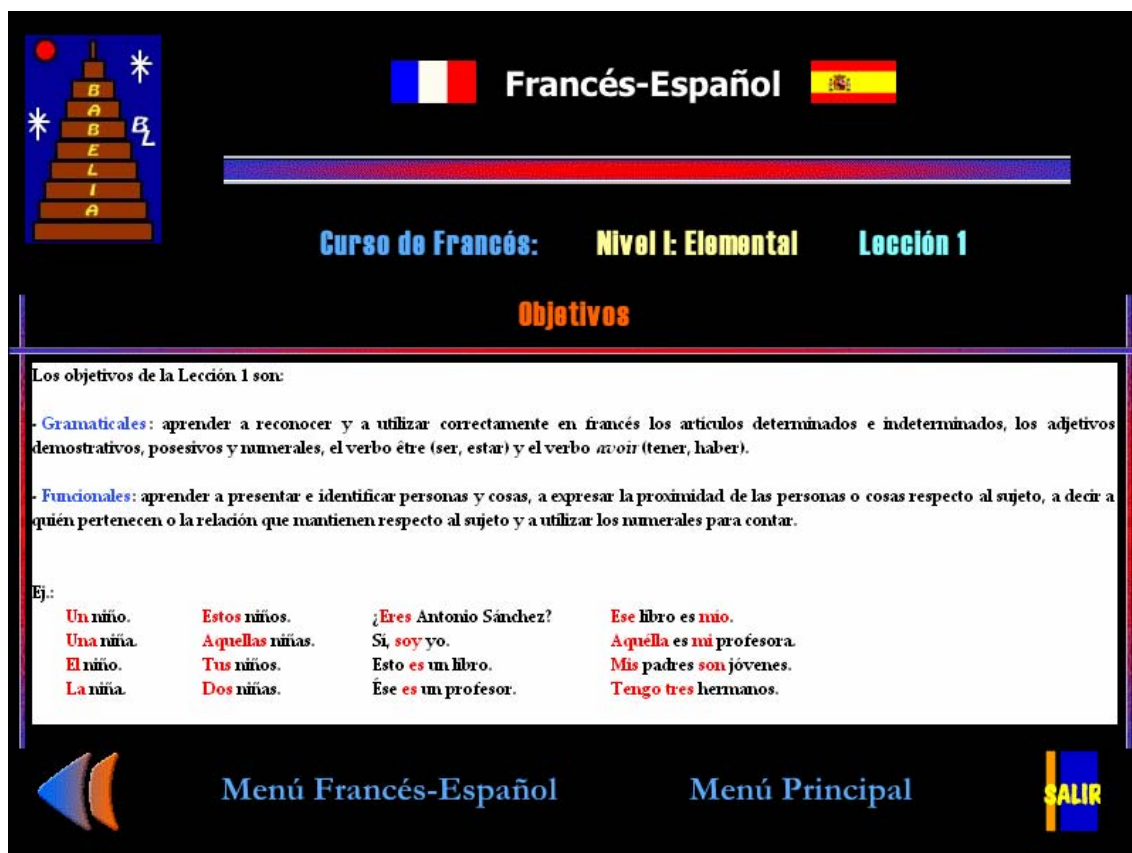 BABELIA
BL
Francés-Español
Curso de Francés: Nivel I: Elemental Lección 1
Objetivos
Los objetivos de la Lección 1 son:
- Gramaticales: aprender a reconocer y a utilizar correctamente en francés los artículos determinados e indeterminados, los adjetivos
demostrativos, posesivos y numerales, el verbo être (ser, estar) y el verbo avoir (tener, haber).
- Funcionales: aprender a presentar e identificar personas y cosas, a expresar la proximidad de las personas o cosas respecto al sujeto, a decir a
quién pertenecen o la relación que mantienen respecto al sujeto y a utilizar los numerales para contar.
Ej.:
Un niño. Estos niños. ¿Eres Antonio Sánchez? Ese libro es mío.
Una niña. Aquellas niñas. Sí, soy yo. Aquélla es mi profesora.
El niño. Tus niños. Esto es un libro. Mis padres son jóvenes.
La niña. Dos niñas. Ése es un profesor. Tengo tres hermanos.
Menú Francés-Español Menú Principal SALIR